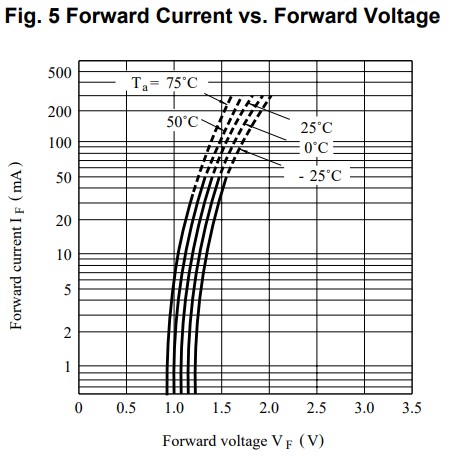 Fig. 5 Forward Current vs. Forward Voltage
500
200
100
50
20
10
5
2
1
Tₐ= 75˚C
50˚C
25˚C
0˚C
- 25˚C
Forward current I F ( mA )
0 0.5 1.0 1.5 2.0 2.5 3.0 3.5
Forward voltage V F ( V )